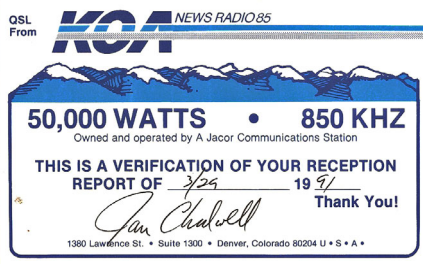 QSL
From
KOA NEWS RADIO 85
50,000 WATTS • 850 KHZ
Owned and operated by A Jacor Communications Station
THIS IS A VERIFICATION OF YOUR RECEPTION
REPORT OF 3/29 19 91
Thank You!
Jan Chadwell
1380 Lawrence St. • Suite 1300 • Denver, Colorado 80204 U • S • A •